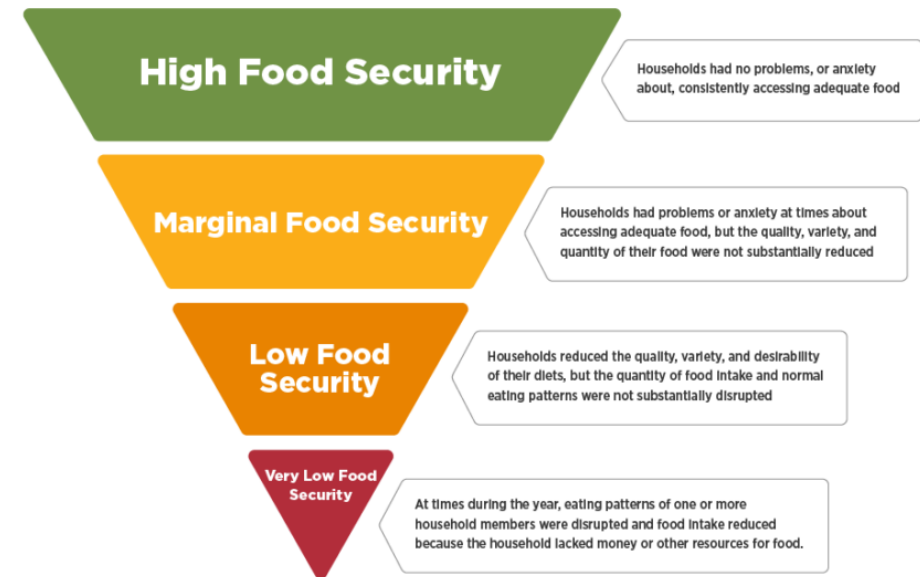 High Food Security
Households had no problems, or anxiety
about, consistently accessing adequate food
Marginal Food Security
Households had problems or anxiety at times about
accessing adequate food, but the quality, variety, and
quantity of their food were not substantially reduced
Low Food
Security
Households reduced the quality, variety, and desirability
of their diets, but the quantity of food intake and normal
eating patterns were not substantially disrupted
Very Low Food
Security
At times during the year, eating patterns of one or more
household members were disrupted and food intake reduced
because the household lacked money or other resources for food.